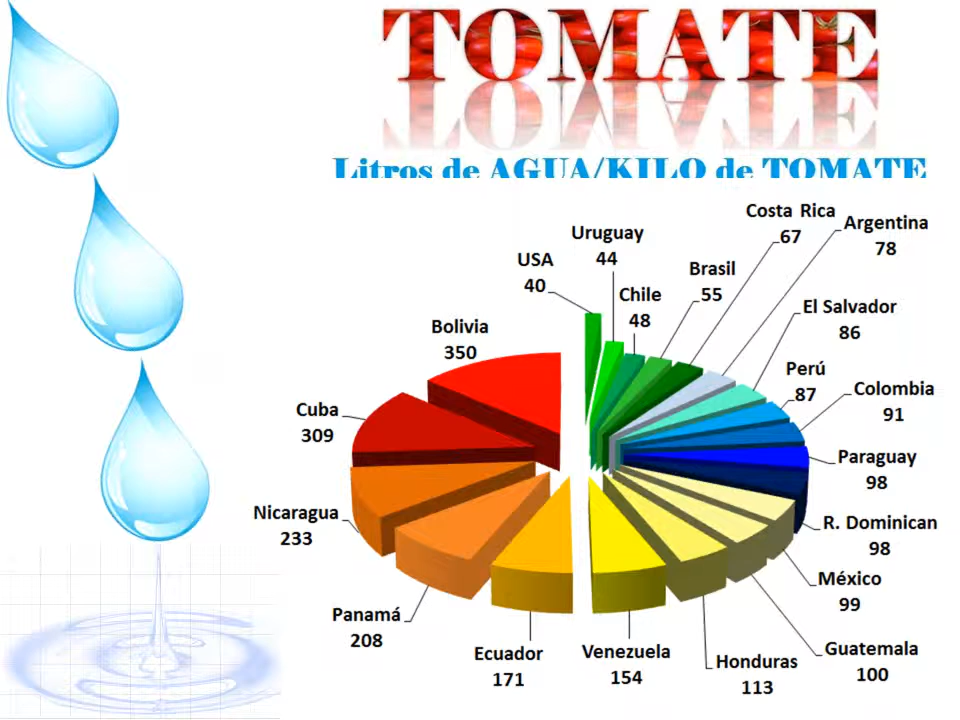 TOMATE
Litros de AGUA/KILO de TOMATE
USA
40
Uruguay
44
Chile
48
Brasil
55
Costa Rica
67
Argentina
78
El Salvador
86
Perú
87
Colombia
91
Paraguay
98
R. Dominican
98
México
99
Guatemala
100
Honduras
113
Venezuela
154
Ecuador
171
Panamá
208
Nicaragua
233
Cuba
309
Bolivia
350